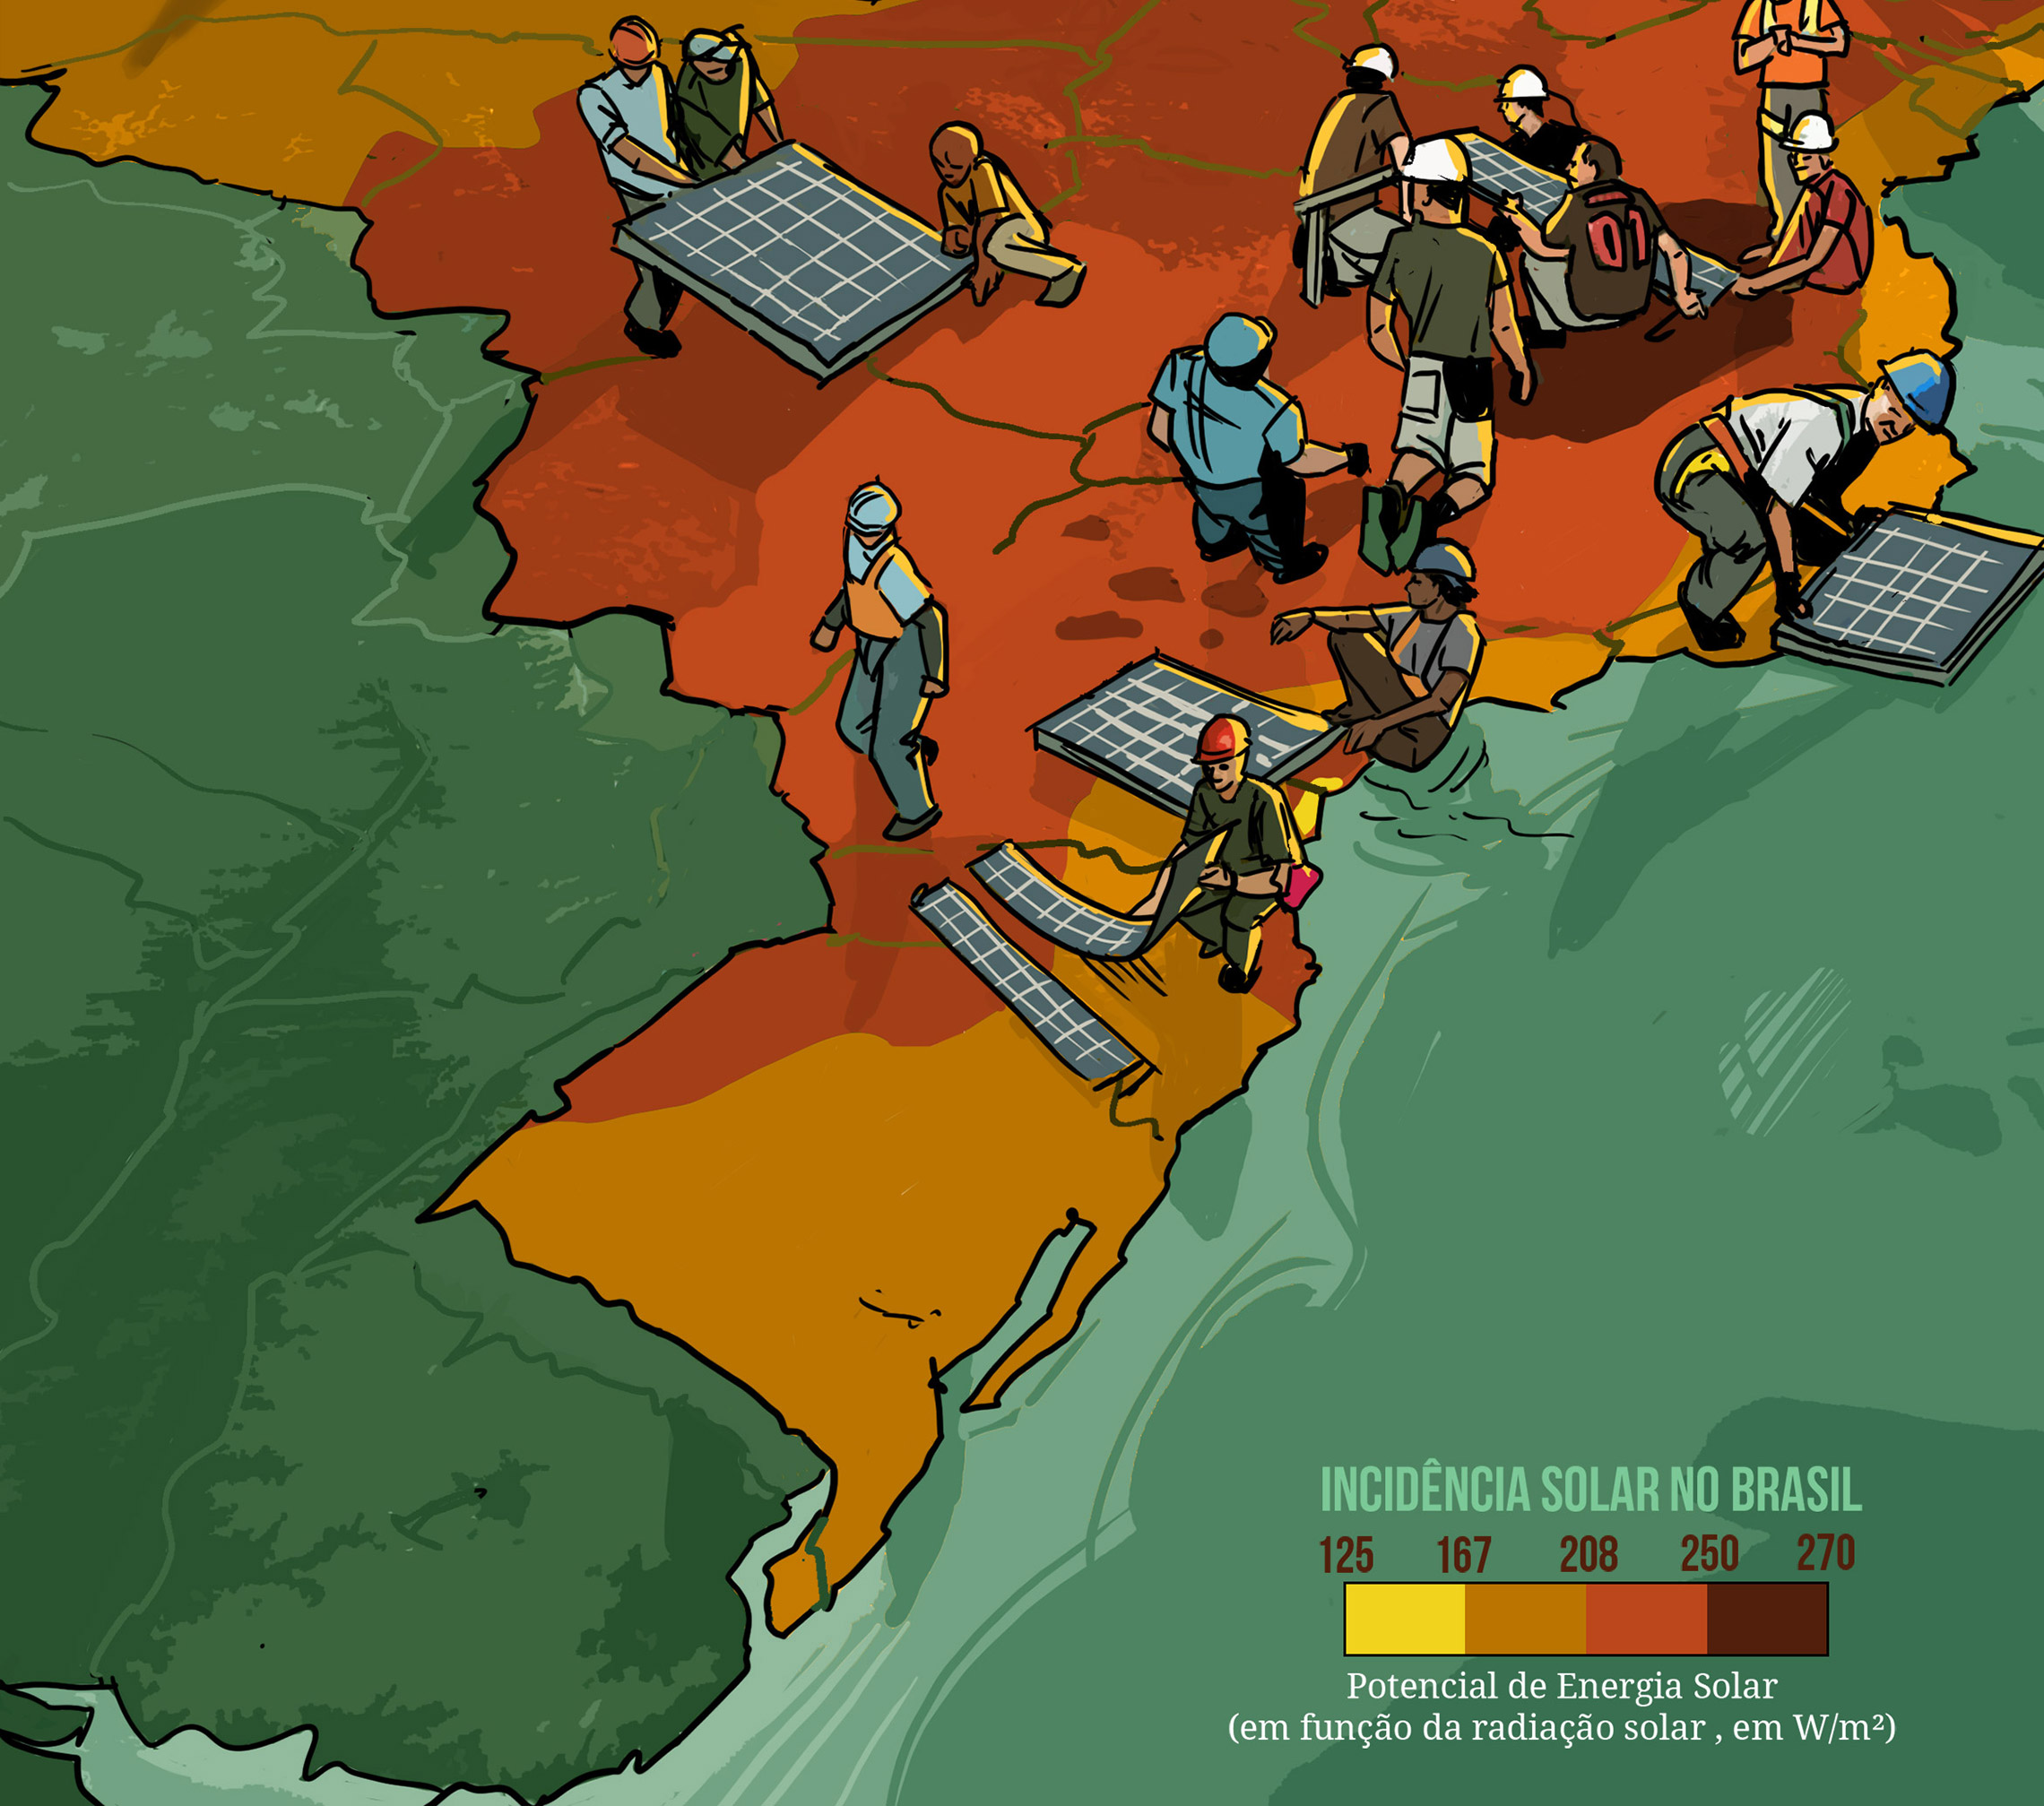 01
INCIDÊNCIA SOLAR NO BRASIL
125 167 208 250 270
Potencial de Energia Solar
(em função da radiação solar , em W/m²)